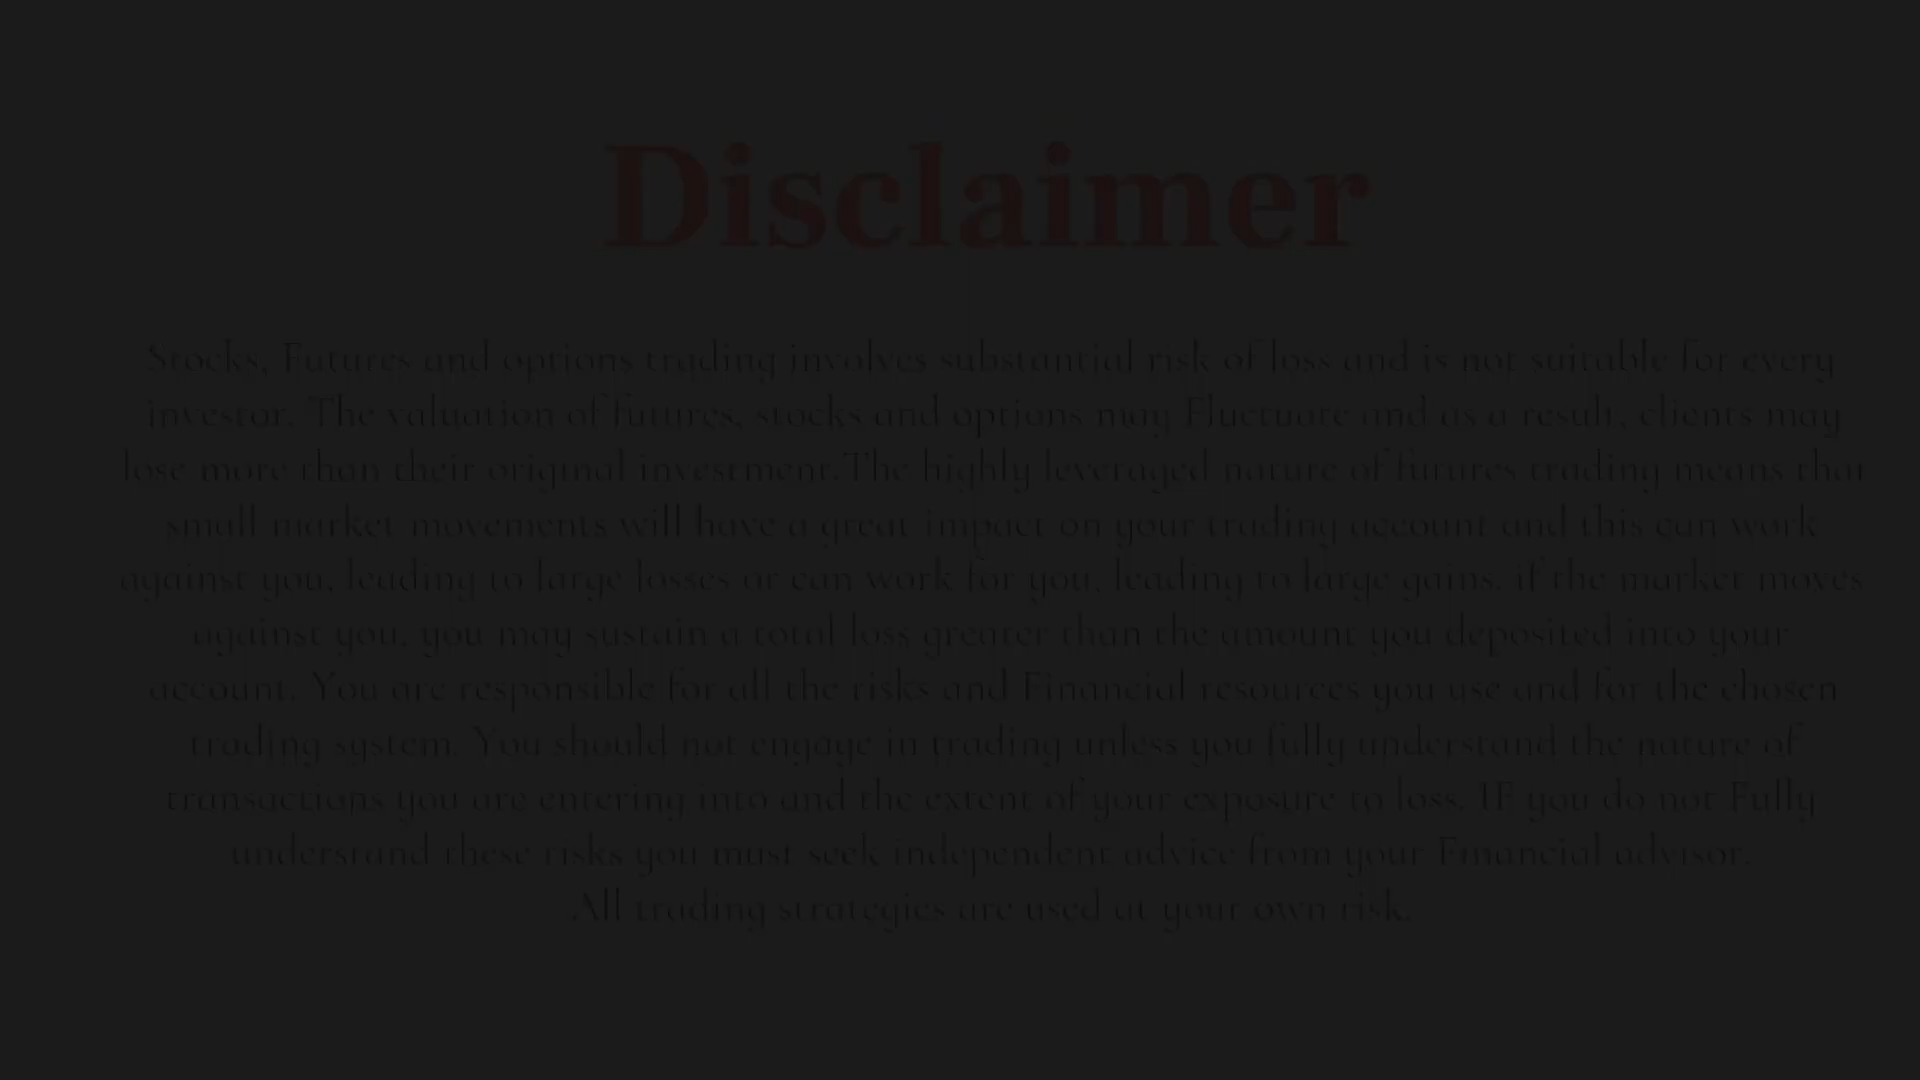 Disclaimer
Stocks, Futures and options trading involves substantial risk of loss and is not suitable for every
investor. The valuation of futures, stocks and options may Fluctuate and as a result, clients may
lose more than their original investment.The highly leveraged nature of futures trading means that
small market movements will have a great impact on your trading account and this can work
against you, leading to large losses or can work for you, leading to large gains. if the market moves
against you, you may sustain a total loss greater than the amount you deposited into your
account. You are responsible for all the risks and Financial resources you use and for the chosen
trading system. You should not engage in trading unless you fully understand the nature of
transactions you are entering into and the extent of your exposure to loss. IF you do not Fully
understand these risks you must seek independent advice from your Financial advisor.
All trading strategies are used at your own risk.